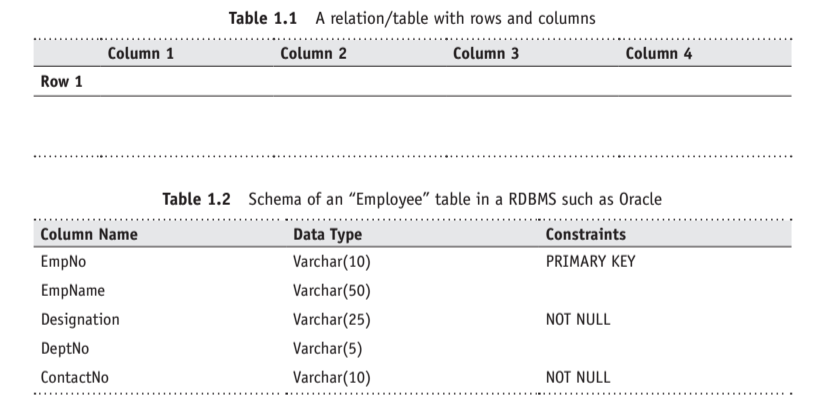 Table 1.1 A relation/table with rows and columns
Column 1 Column 2 Column 3 Column 4
Row 1
Table 1.2 Schema of an “Employee” table in a RDBMS such as Oracle
Column Name Data Type Constraints
EmpNo Varchar(10) PRIMARY KEY
EmpName Varchar(50)
Designation Varchar(25) NOT NULL
DeptNo Varchar(5)
ContactNo Varchar(10) NOT NULL